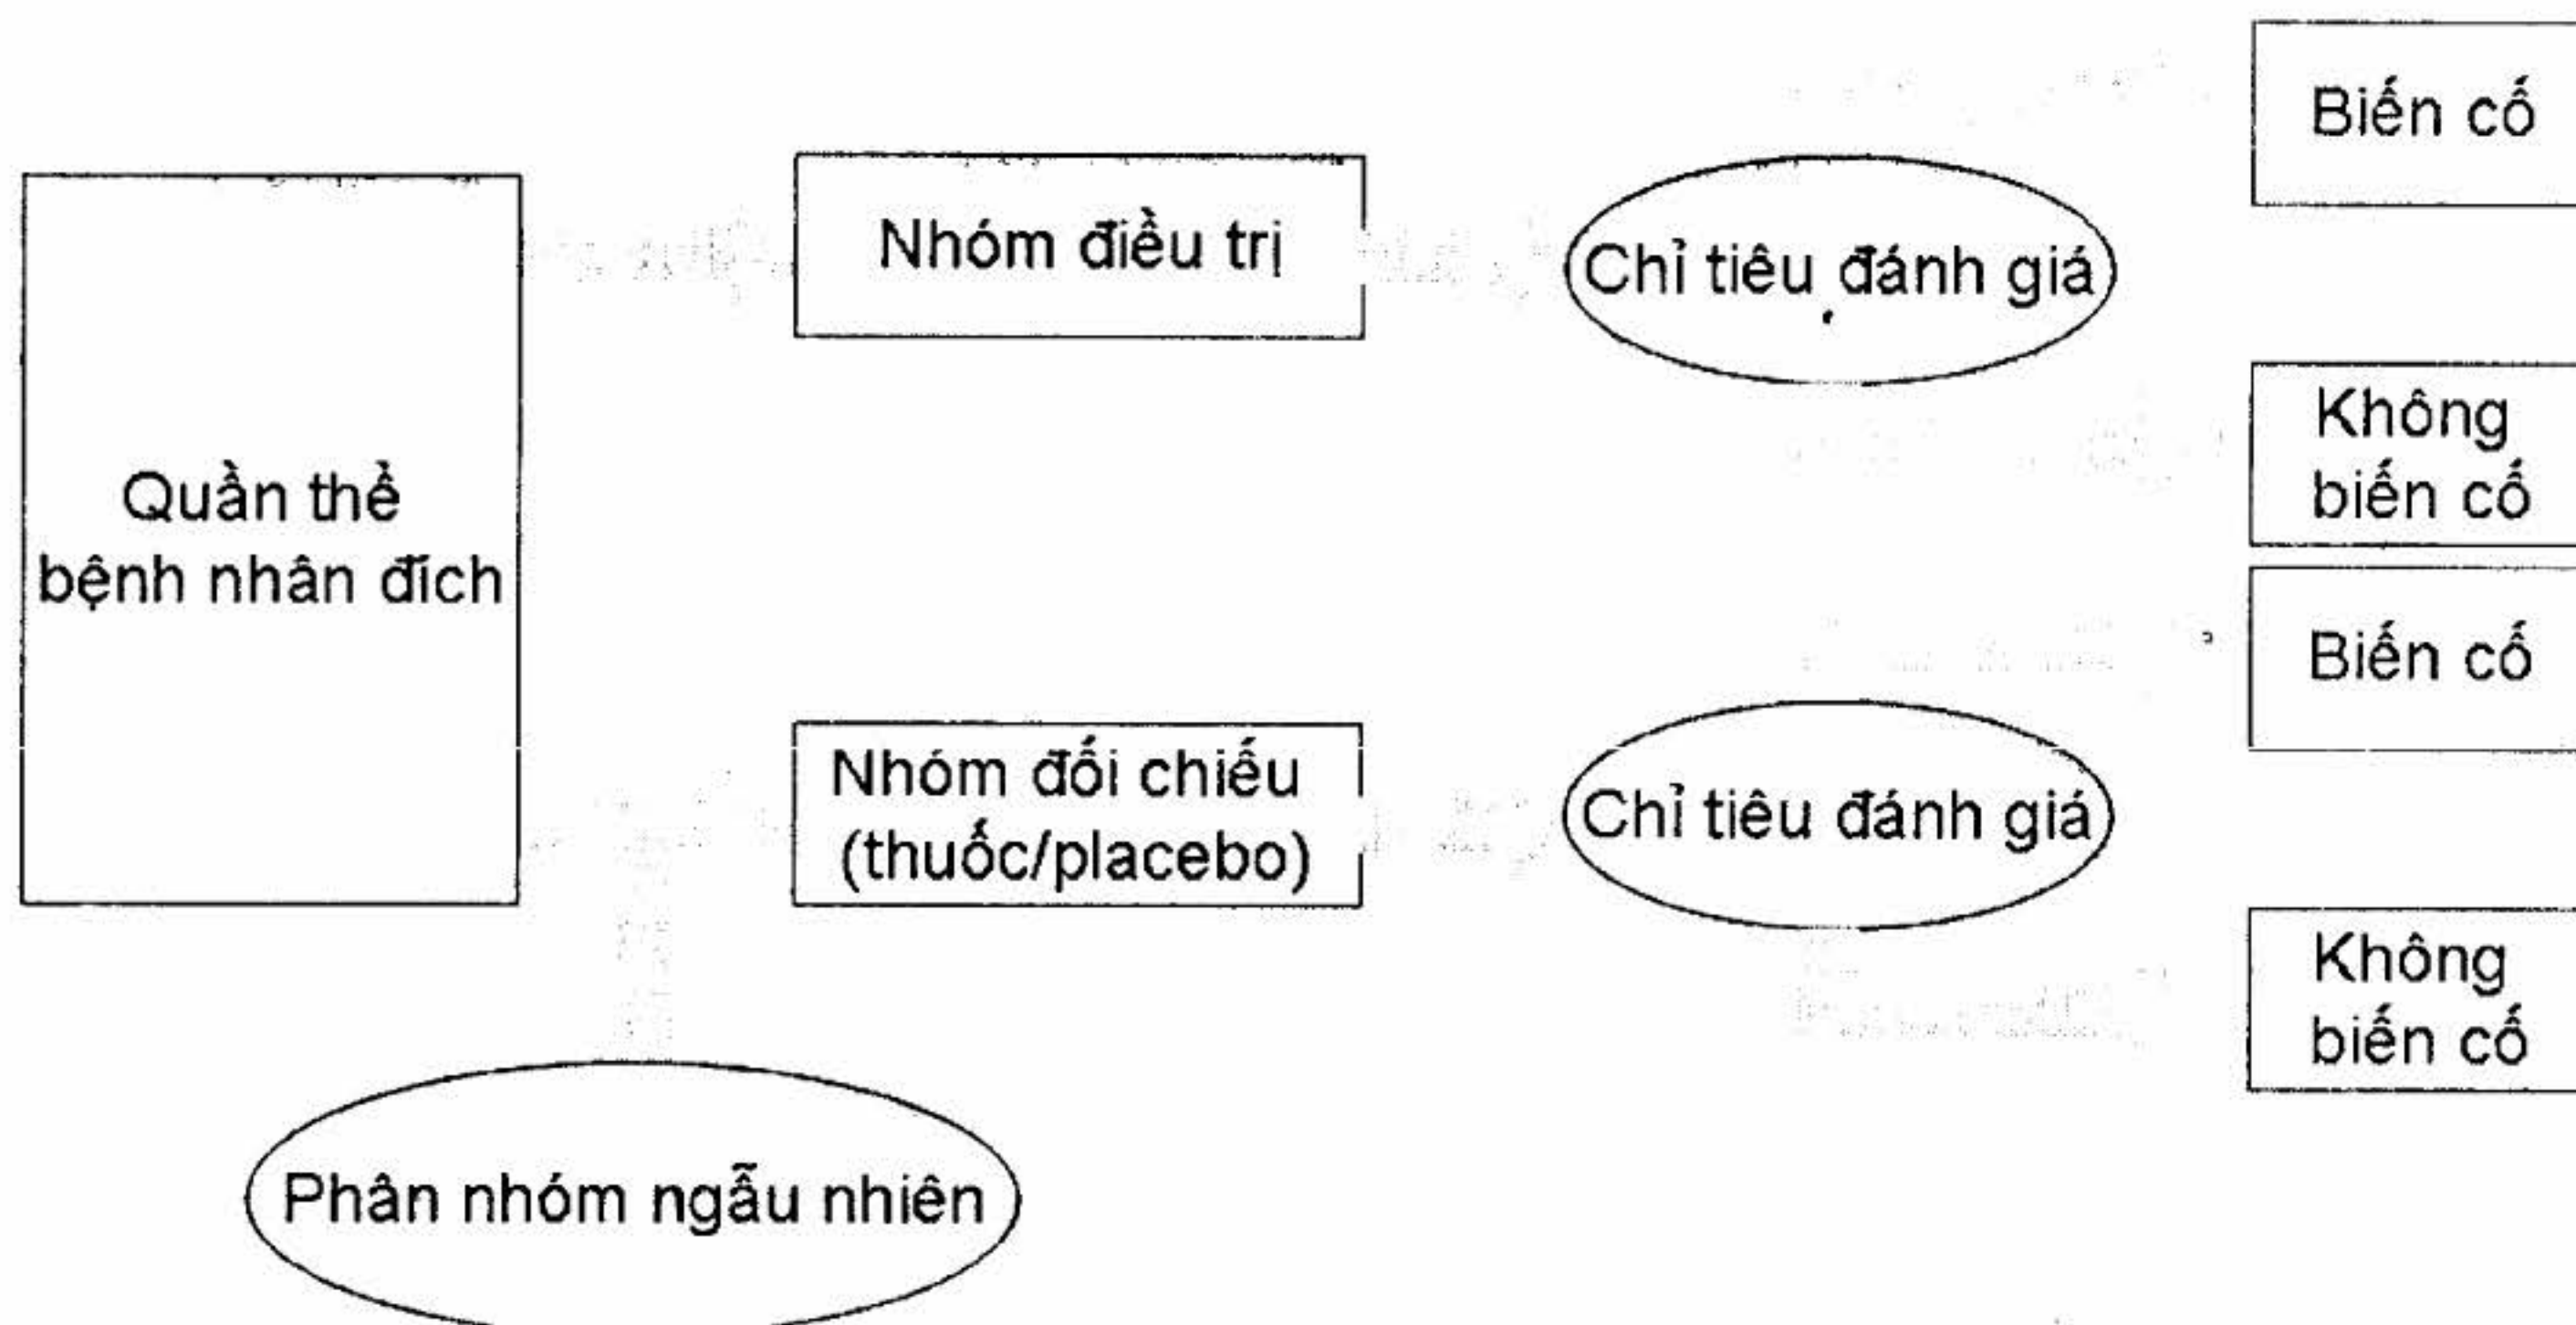 Quần thể
bệnh nhân đích
Nhóm điều trị
Chỉ tiêu đánh giá
Biến cố
Không
biến cố
Nhóm đối chiếu
(thuốc/placebo)
Chỉ tiêu đánh giá
Biến cố
Không
biến cố
Phân nhóm ngẫu nhiên